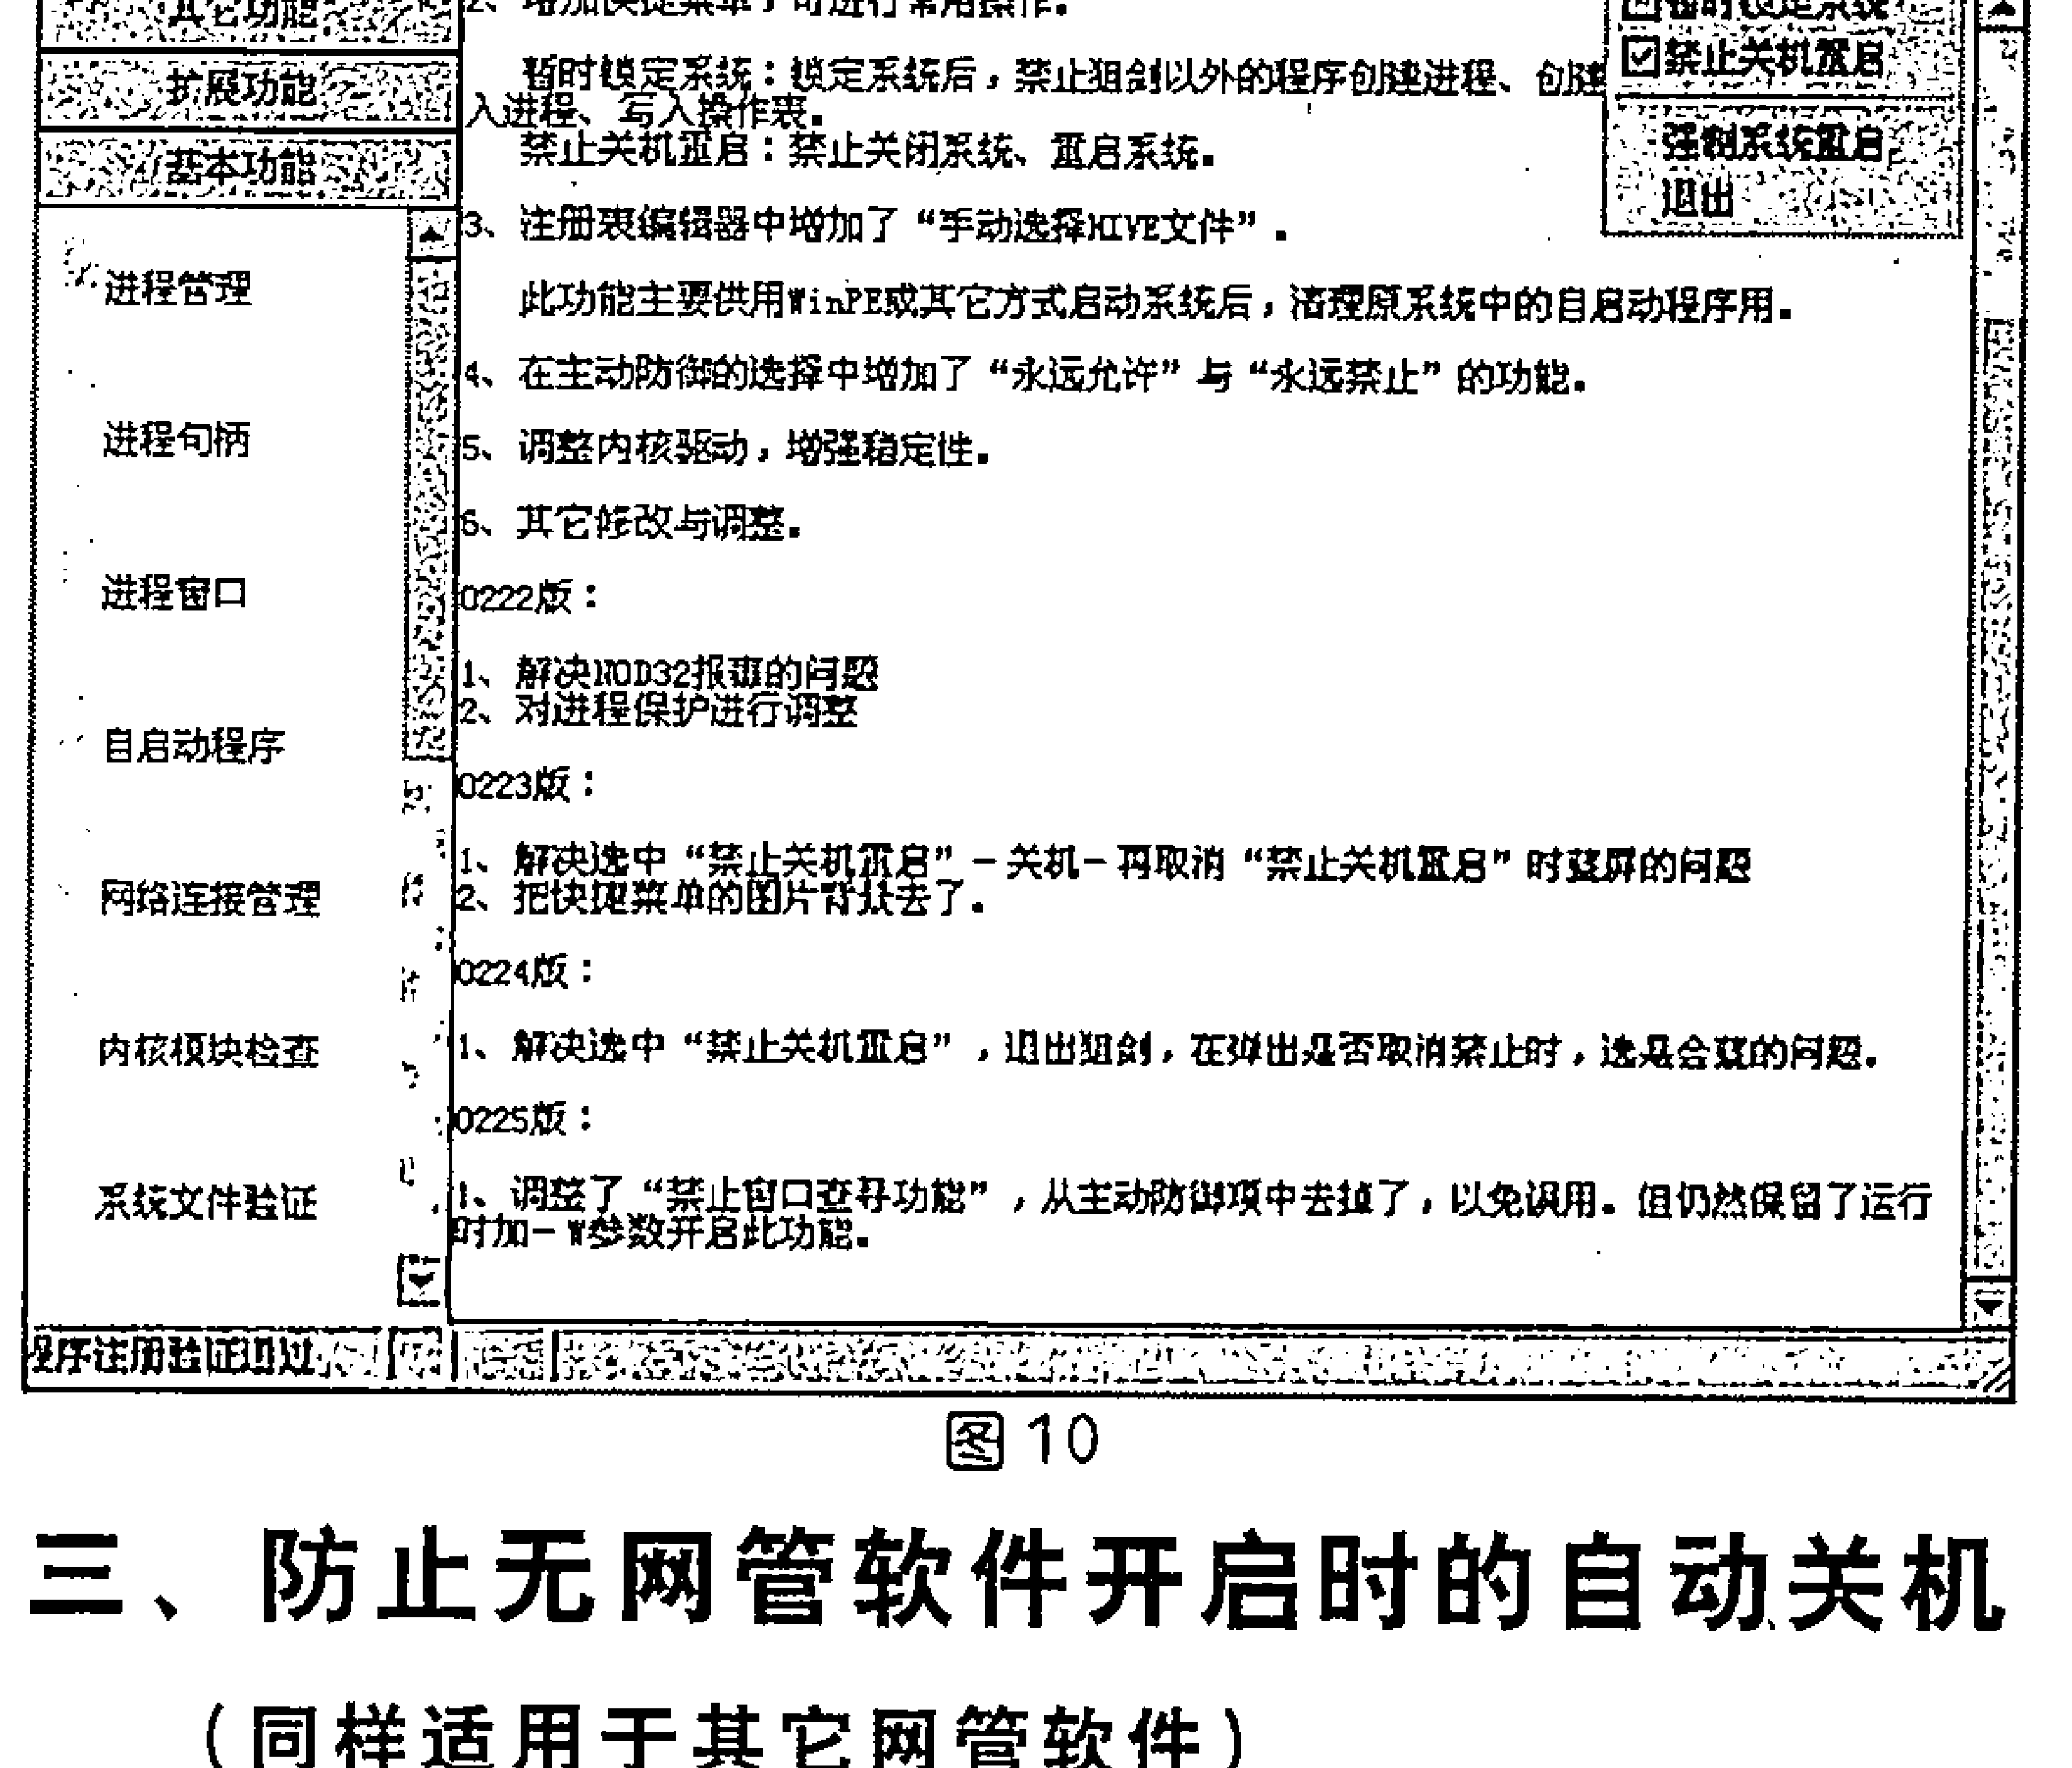 其它功能
扩展功能
基本功能
进程管理
进程句柄
进程窗口
自启动程序
网络连接管理
内核模块检查
系统文件验证
2、增加快捷菜单，可进行常用操作。
暂时锁定系统：锁定系统后，禁止狙剑以外的程序创建进程、创建
入进程、写入操作表。
禁止关机重启：禁止关闭系统、重启系统。
3、注册表编辑器中增加了“手动选择HIVE文件”。
此功能主要供用WinPE或其它方式启动系统后，清理原系统中的自启动程序用。
4、在主动防御的选择中增加了“永远允许”与“永远禁止”的功能。
5、调整内核驱动，增强稳定性。
6、其它修改与调整。
0222版：
1、解决NOD32报毒的问题
2、对进程保护进行调整
0223版：
1、解决选中“禁止关机重启”－关机－再取消“禁止关机重启”时蓝屏的问题
2、把快捷菜单的图片背景去了。
0224版：
1、解决选中“禁止关机重启”，退出狙剑，在弹出是否取消禁止时，选是会蓝的问题。
0225版：
1、调整了“禁止窗口查寻功能”，从主动防御项中去掉了，以免误用。但仍然保留了运行
时加－W参数开启此功能。
暂时锁定系统
禁止关机重启
强制系统重启
退出
程序注册验证通过
图 10
三、防止无网管软件开启时的自动关机
（同样适用于其它网管软件）